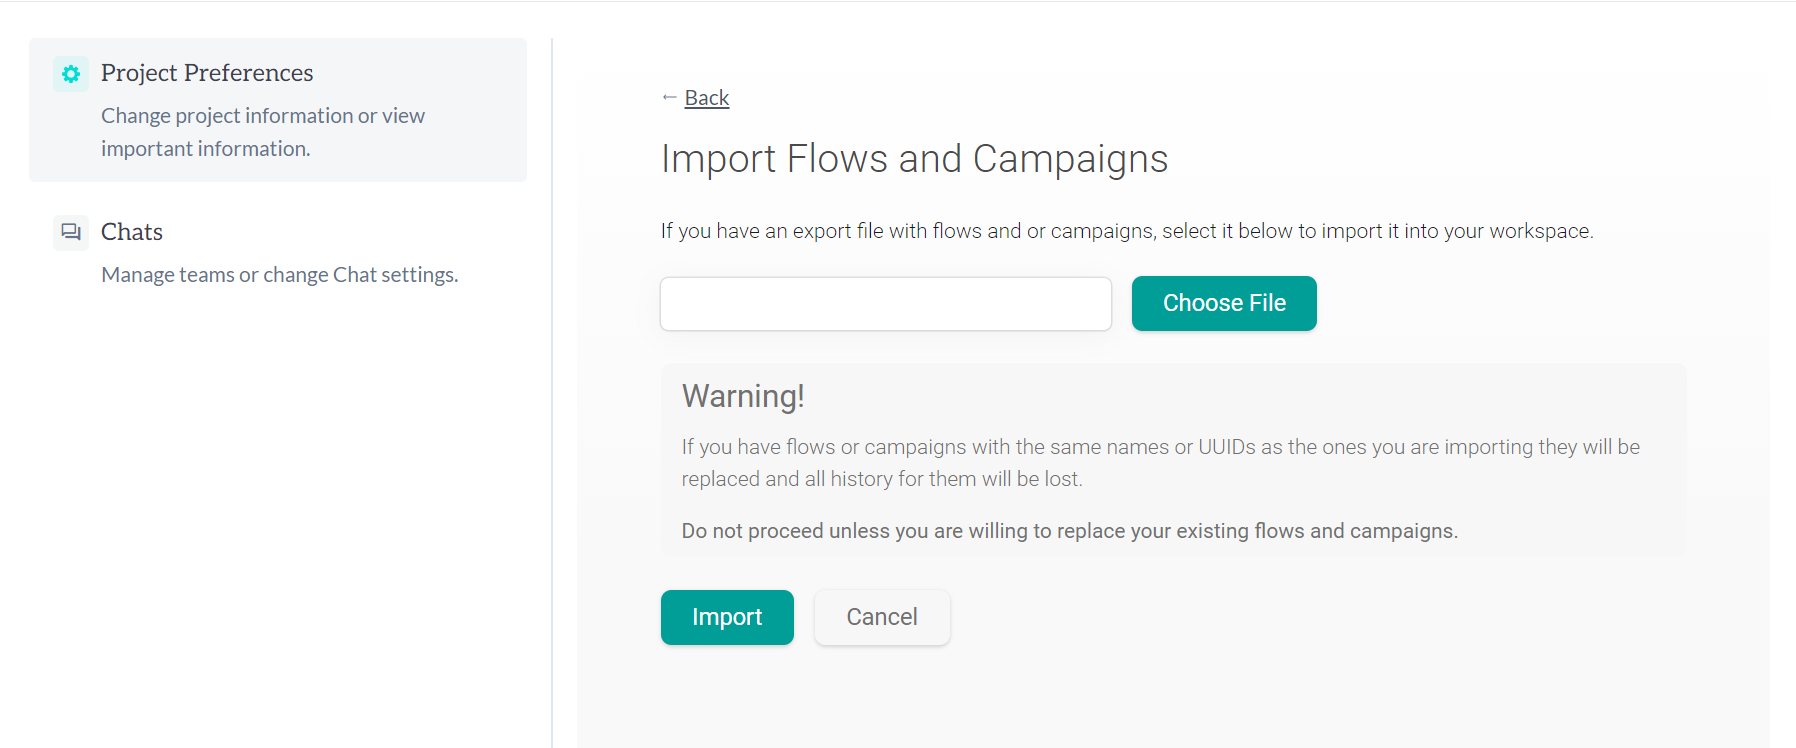 Project Preferences
Change project information or view
important information.
Chats
Manage teams or change Chat settings.
← Back
Import Flows and Campaigns
If you have an export file with flows and or campaigns, select it below to import it into your workspace.
Choose File
Warning!
If you have flows or campaigns with the same names or UUIDs as the ones you are importing they will be
replaced and all history for them will be lost.
Do not proceed unless you are willing to replace your existing flows and campaigns.
Import
Cancel